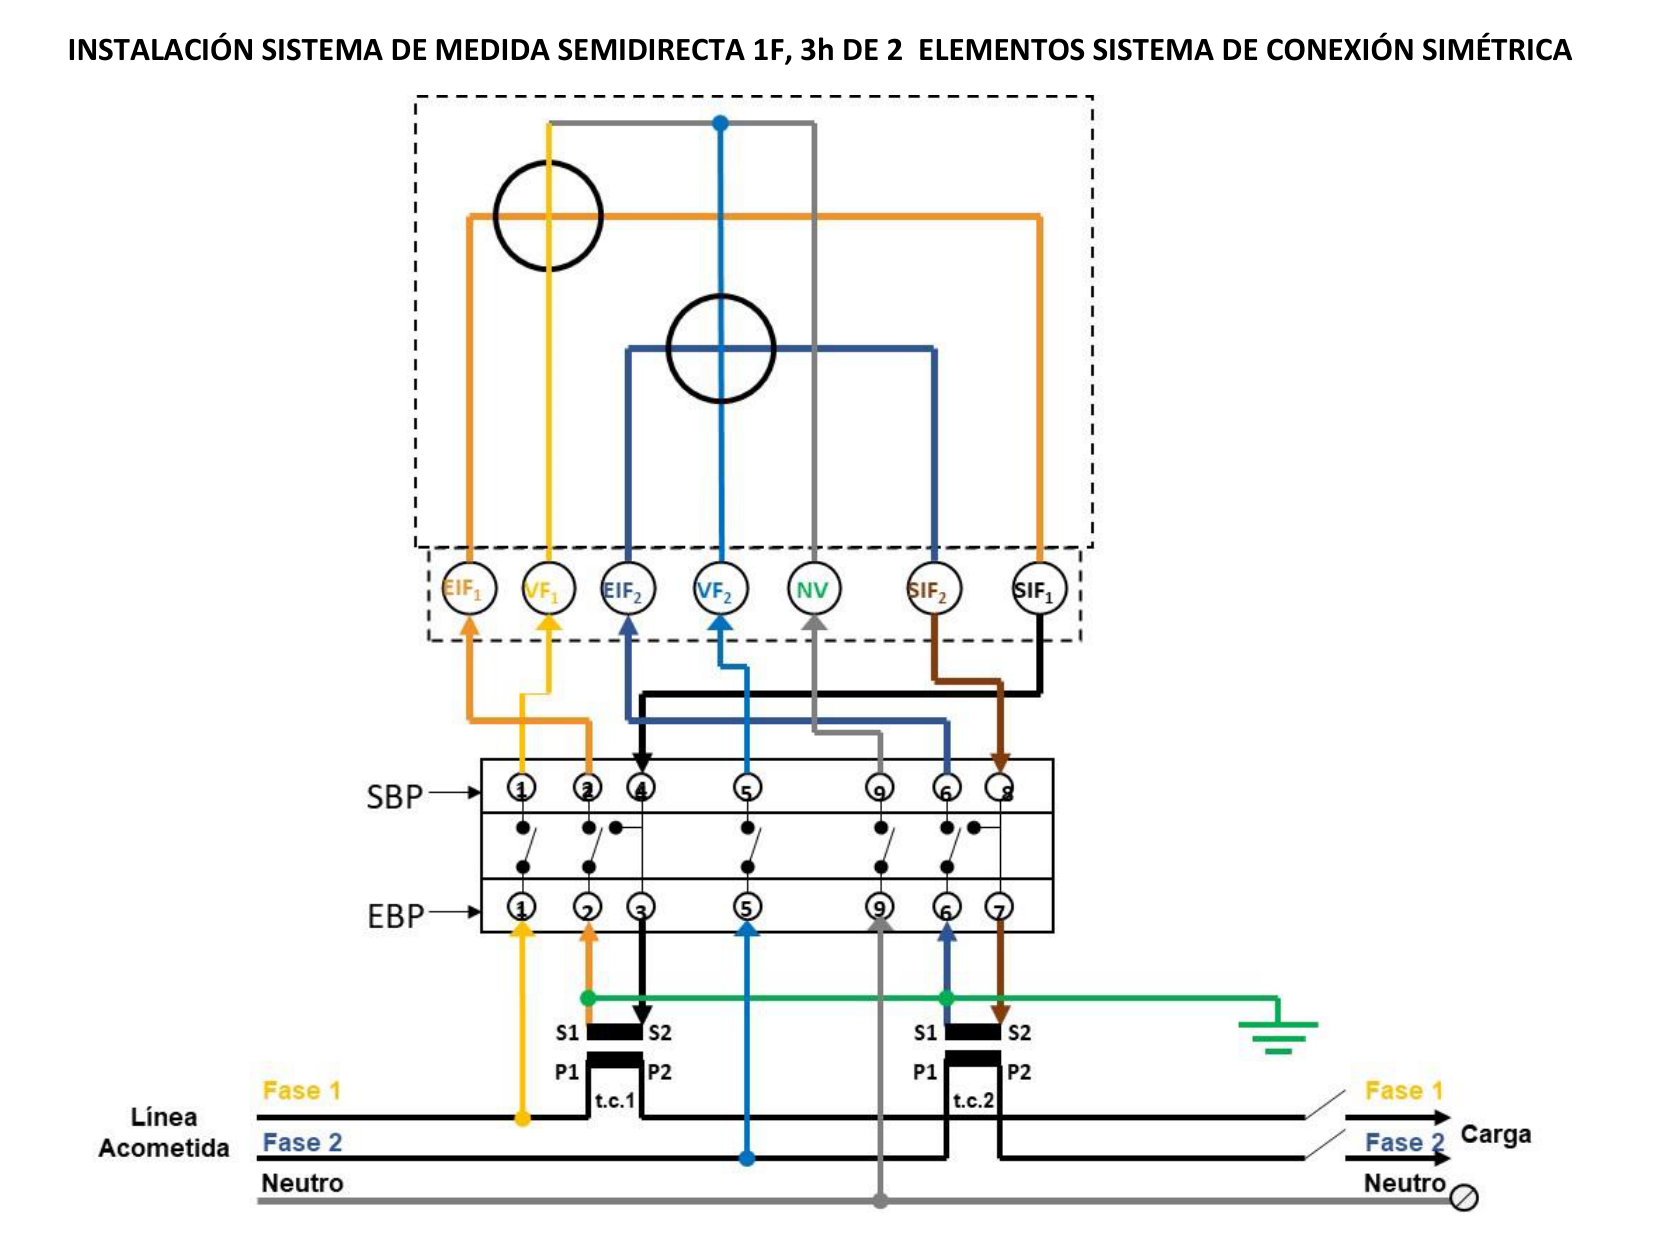 INSTALACIÓN SISTEMA DE MEDIDA SEMIDIRECTA 1F, 3h DE 2 ELEMENTOS SISTEMA DE CONEXIÓN SIMÉTRICA
EIF1 VF1 EIF2 VF2 NV SIF2 SIF1
SBP 1 2 4 5 9 6 8
EBP 1 2 3 5 9 6 7
S1 S2 S1 S2
P1 P2 P1 P2
t.c.1 t.c.2
Fase 1 Fase 1
Línea
Acometida
Fase 2 Fase 2
Carga
Neutro Neutro